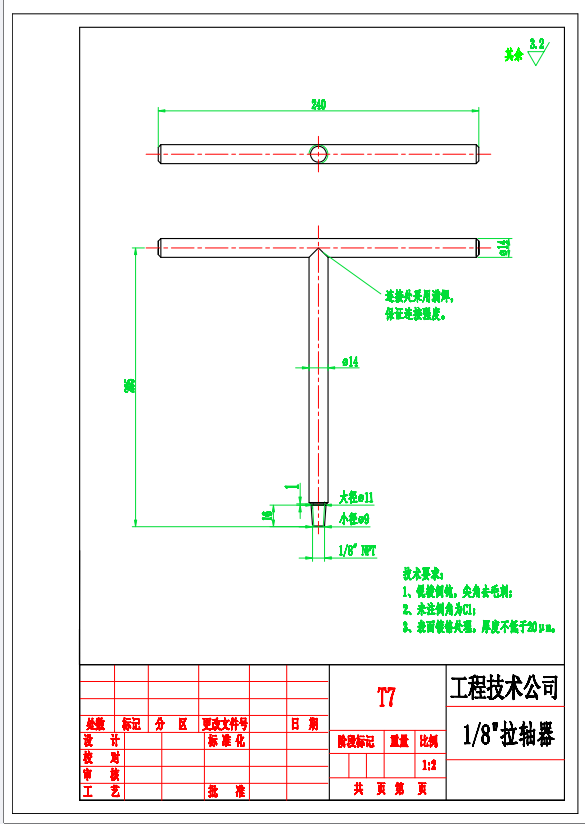 其余 3.2
240
ø14
连接处采用满焊,
保证连接强度。
ø14
285
1
大径ø11
16
小径ø9
1/8" NPT
技术要求:
1、锐棱倒钝，尖角去毛刺;
2、未注倒角为C1;
3、表面镀铬处理，厚度不低于20μm。
T7
工程技术公司
1/8"拉轴器
处数 标记 分 区 更改文件号 日 期
设 计 标 准 化
阶段标记 重量 比例
校 对
1:2
审 核
工 艺 批 准
共 页 第 页